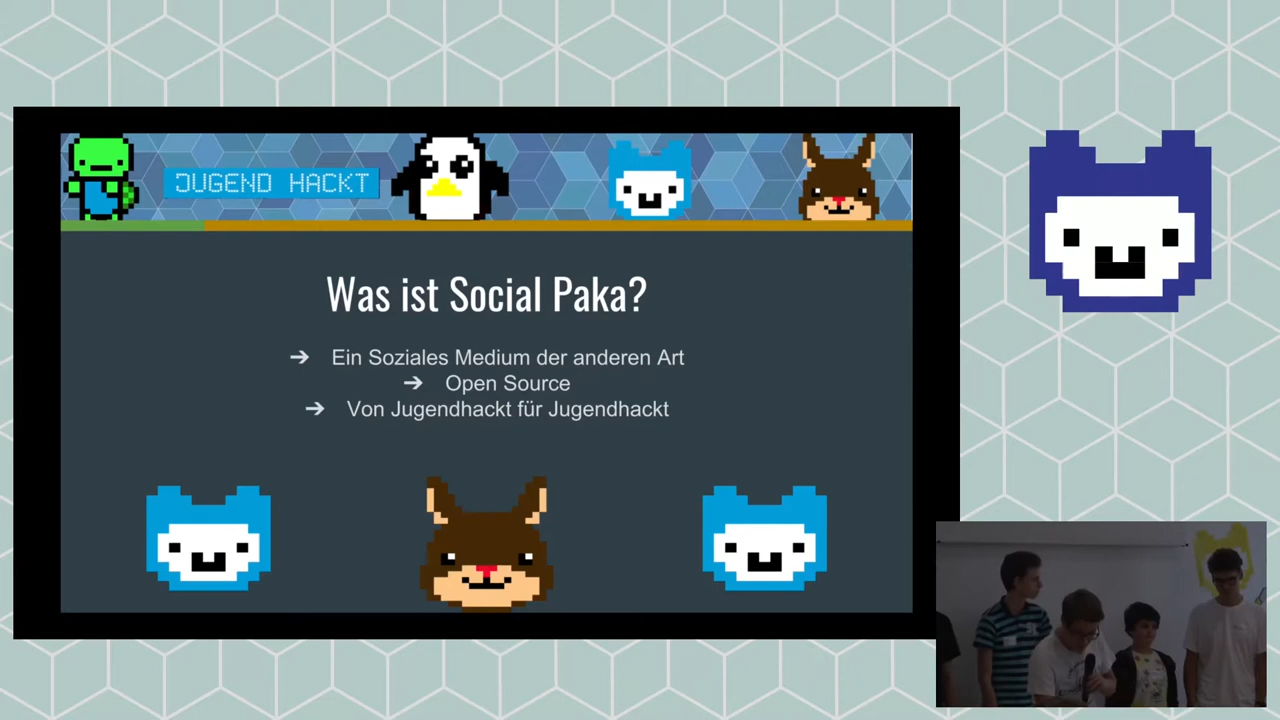 JUGEND HACKT
Was ist Social Paka?
➔ Ein Soziales Medium der anderen Art
➔ Open Source
➔ Von Jugendhackt für Jugendhackt